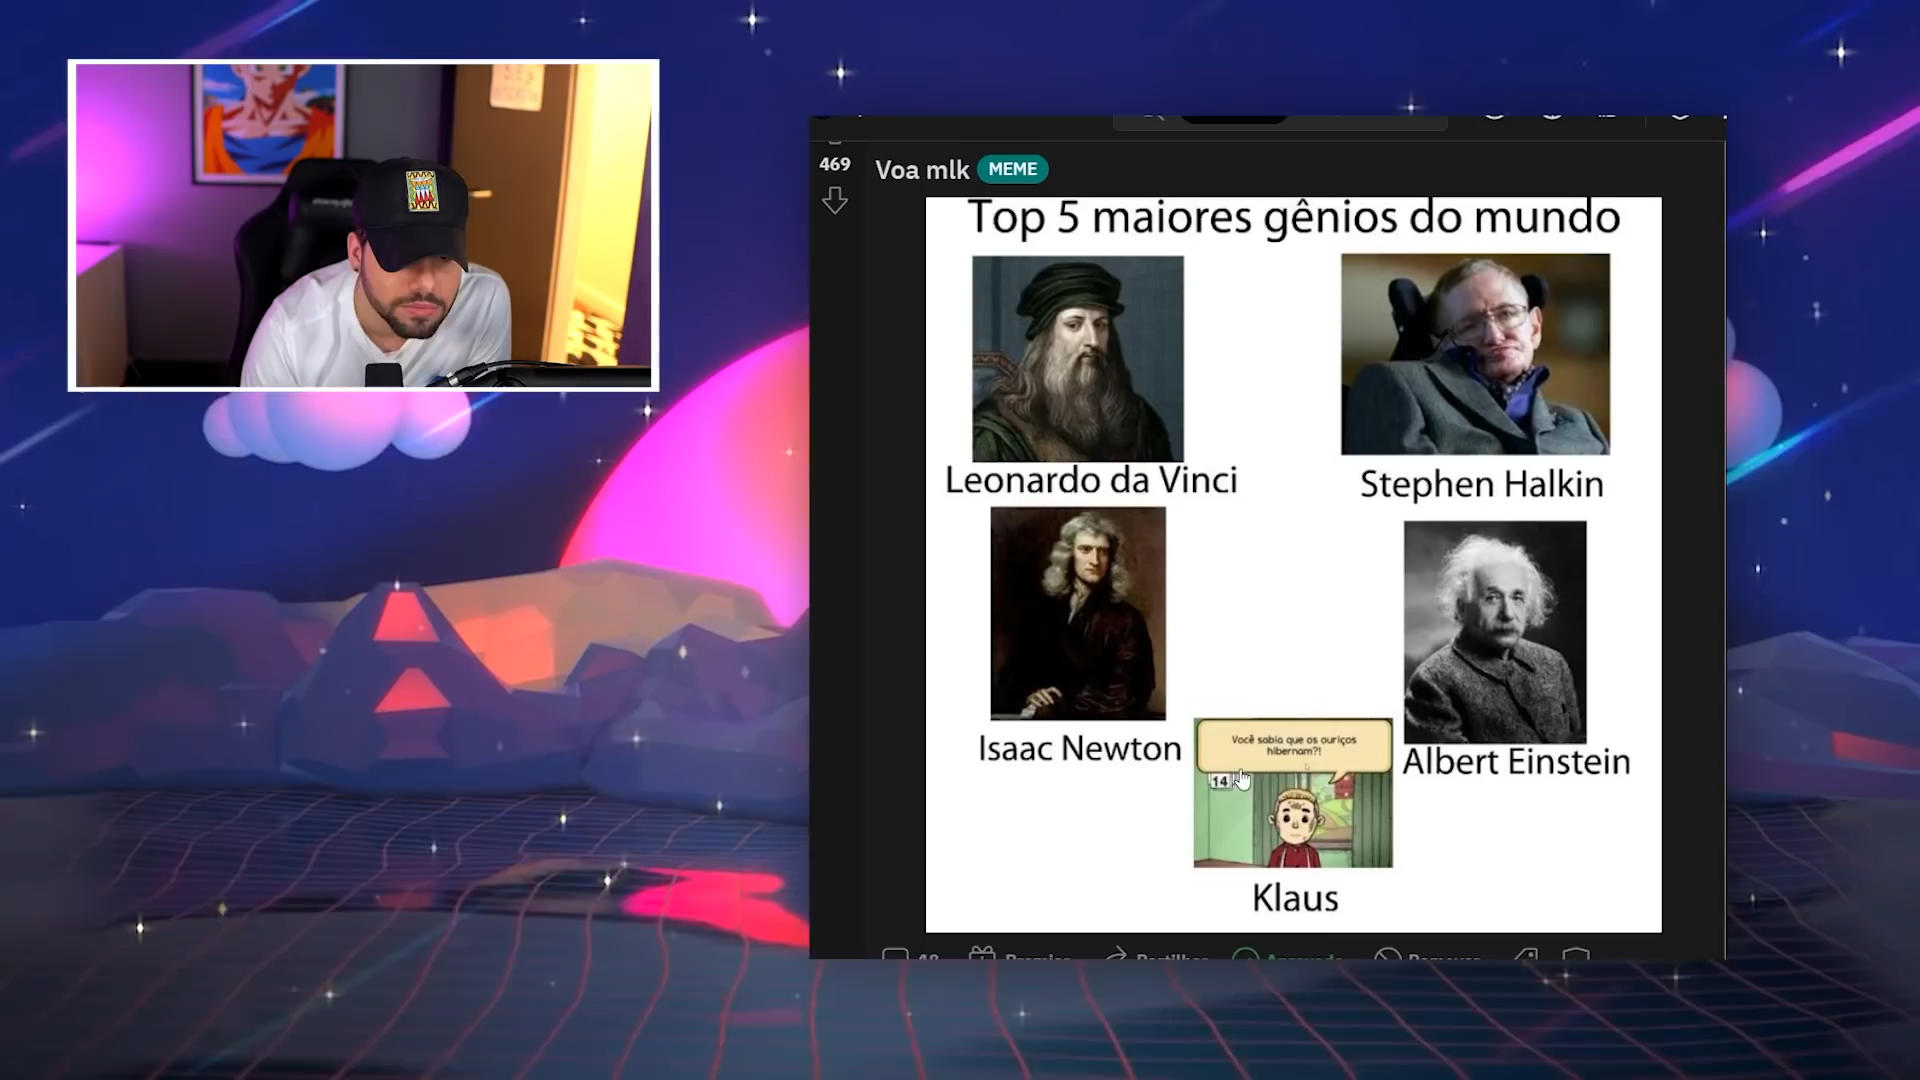 469
Voa mlk MEME
Top 5 maiores gênios do mundo
Leonardo da Vinci
Stephen Halkin
Isaac Newton
Albert Einstein
Você sabia que os ouriços
hibernam?!
14
Klaus